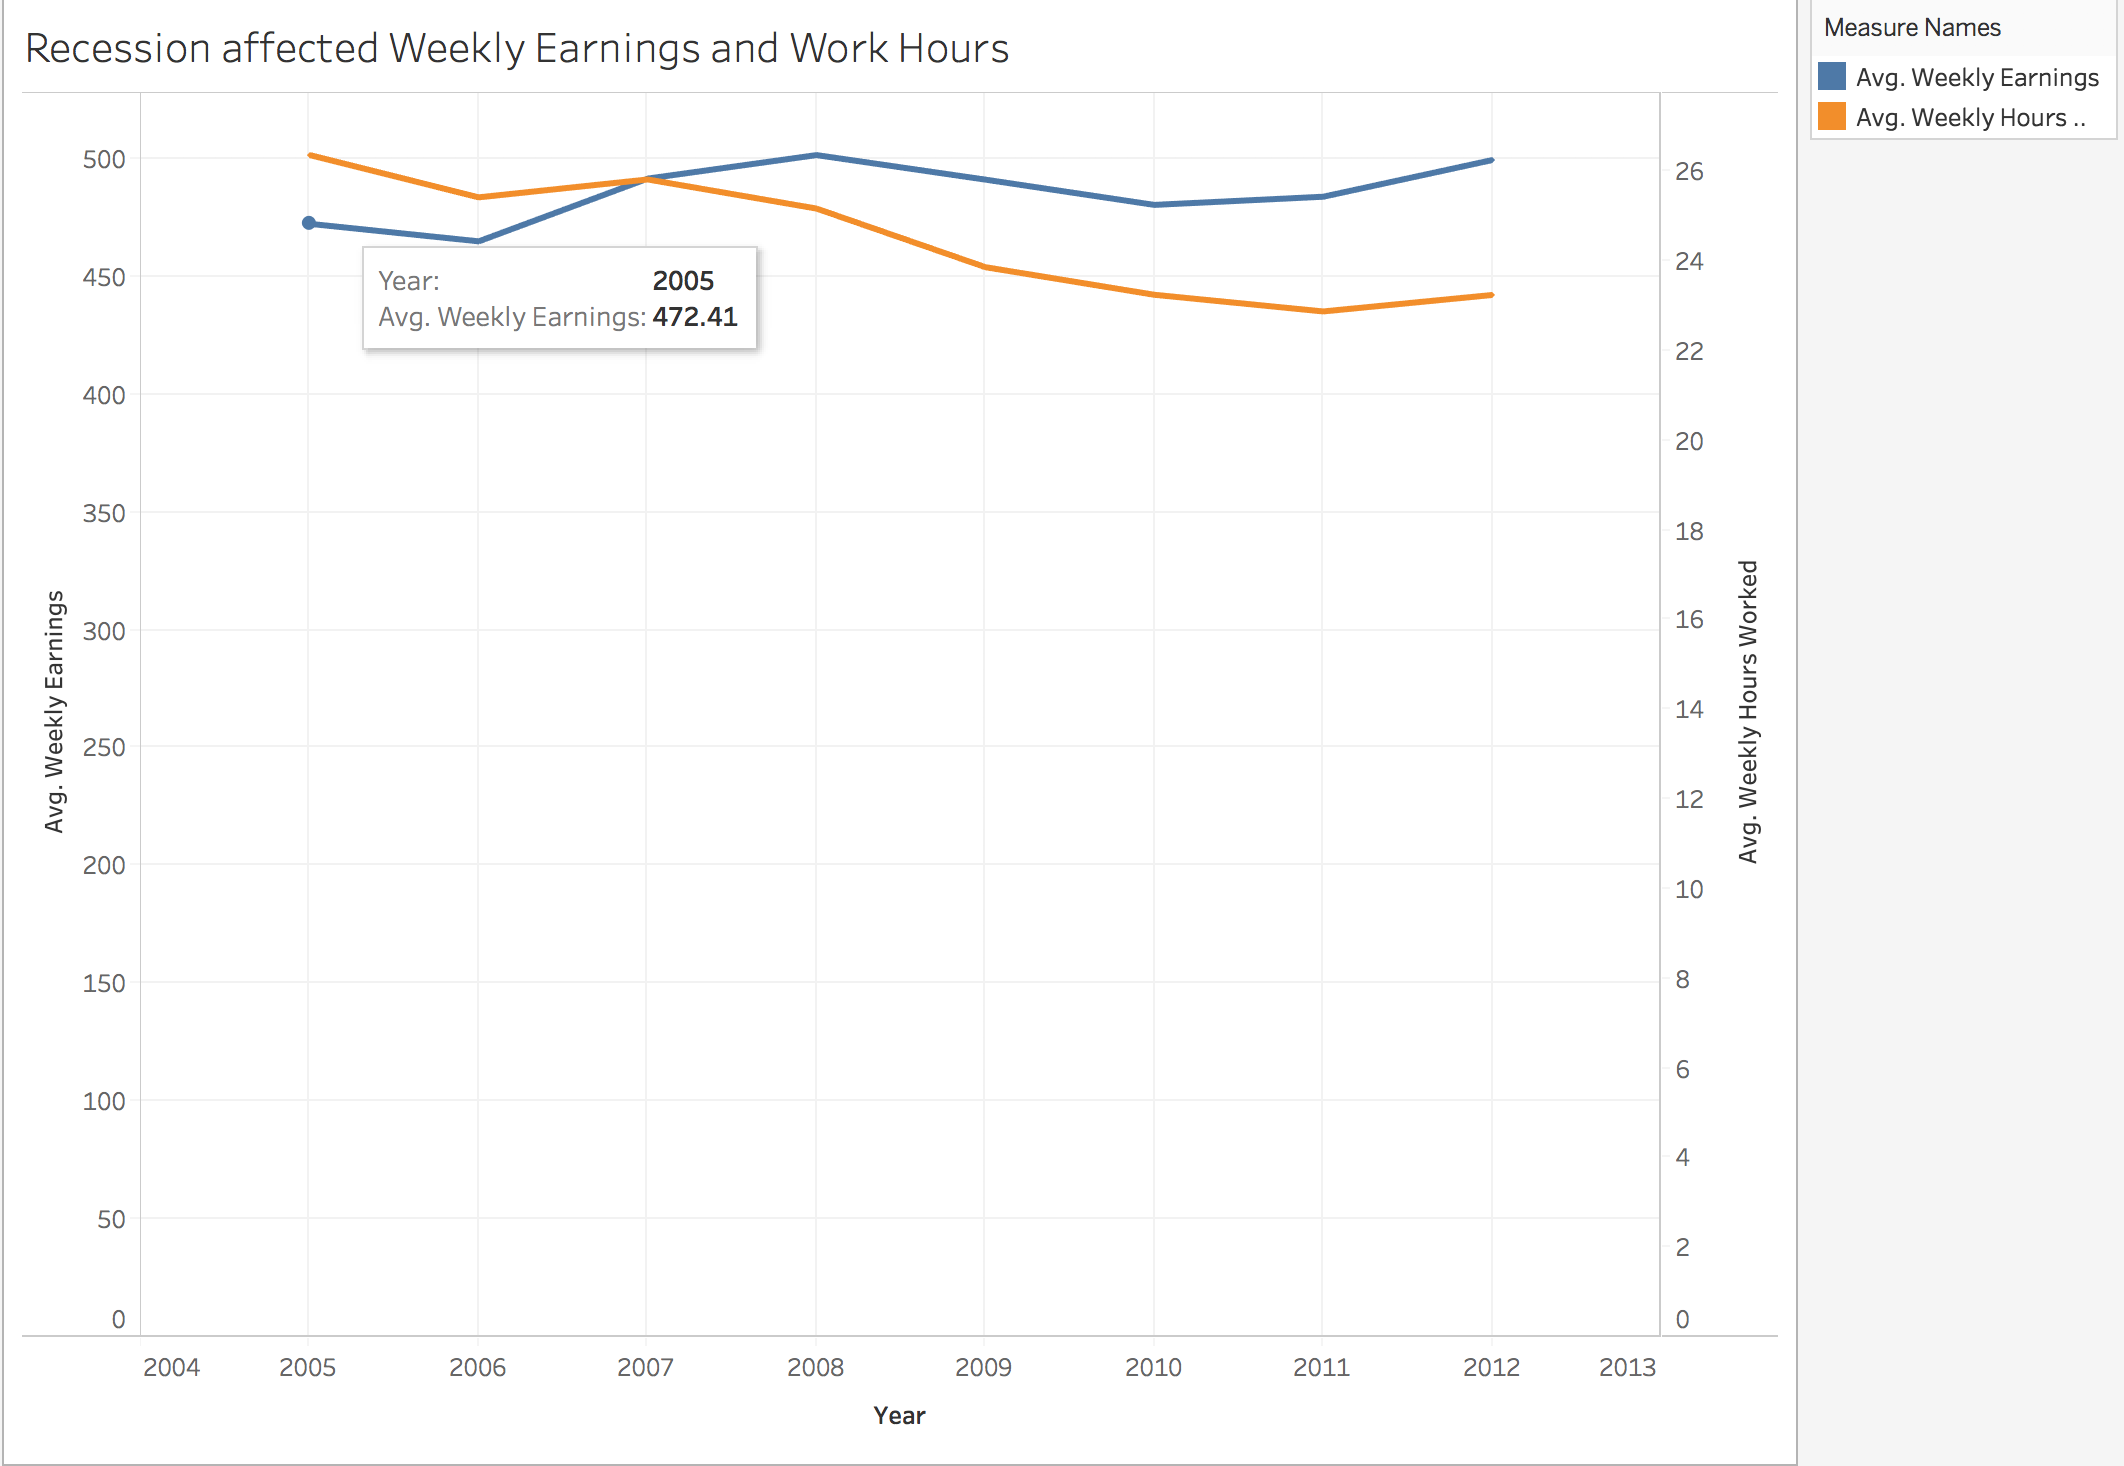 Recession affected Weekly Earnings and Work Hours
Measure Names
Avg. Weekly Earnings
Avg. Weekly Hours ..
500
450
400
350
300
250
200
150
100
50
0
Avg. Weekly Earnings
Year: 2005
Avg. Weekly Earnings: 472.41
26
24
22
20
18
16
14
12
10
8
6
4
2
0
Avg. Weekly Hours Worked
2004 2005 2006 2007 2008 2009 2010 2011 2012 2013
Year